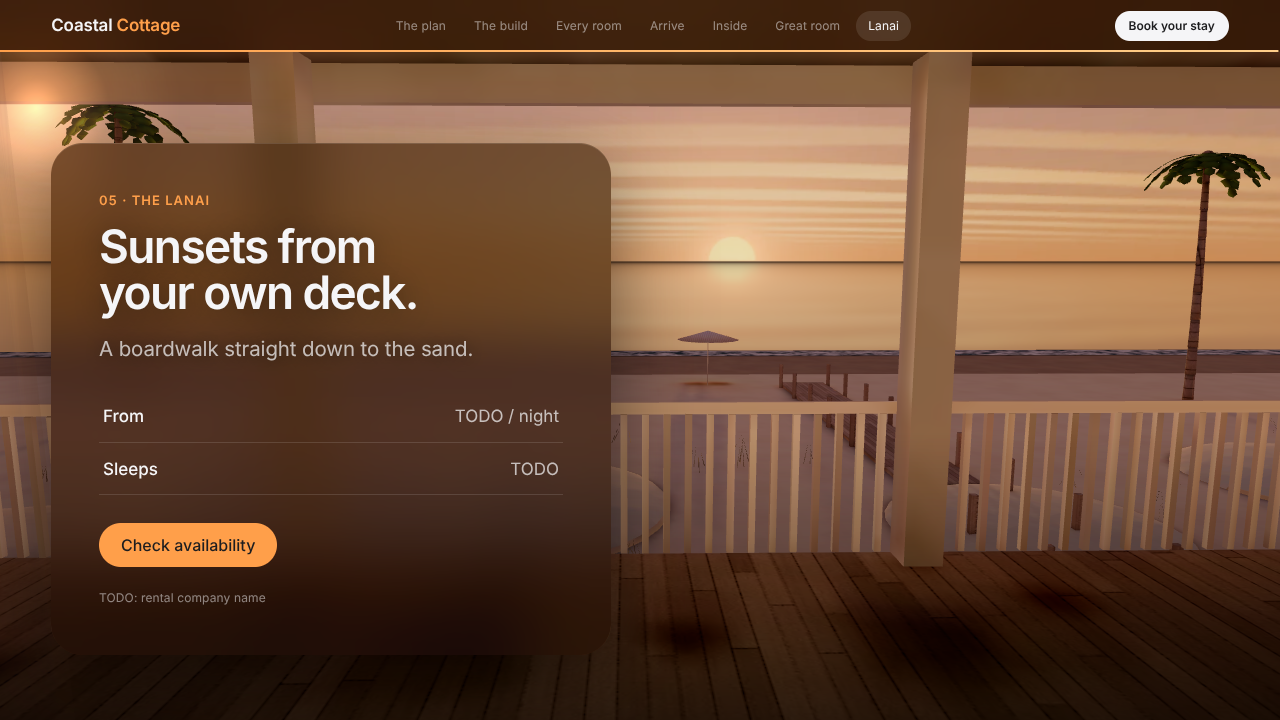 Coastal Cottage
The plan
The build
Every room
Arrive
Inside
Great room
Lanai
Book your stay
05 · THE LANAI
Sunsets from
your own deck.
A boardwalk straight down to the sand.
From TODO / night
Sleeps TODO
Check availability
TODO: rental company name